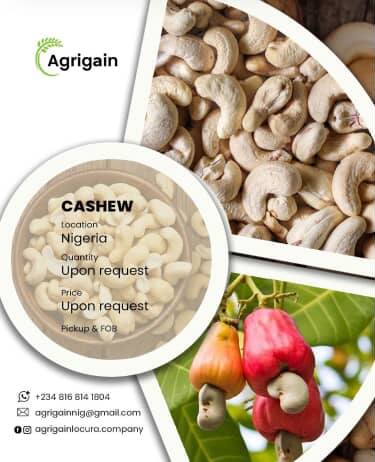 Agrigain
CASHEW
Location
Nigeria
Quantity
Upon request
Price
Upon request
Pickup & FOB
+234 816 814 1804
agrigainnig@gmail.com
agrigainlocura.company